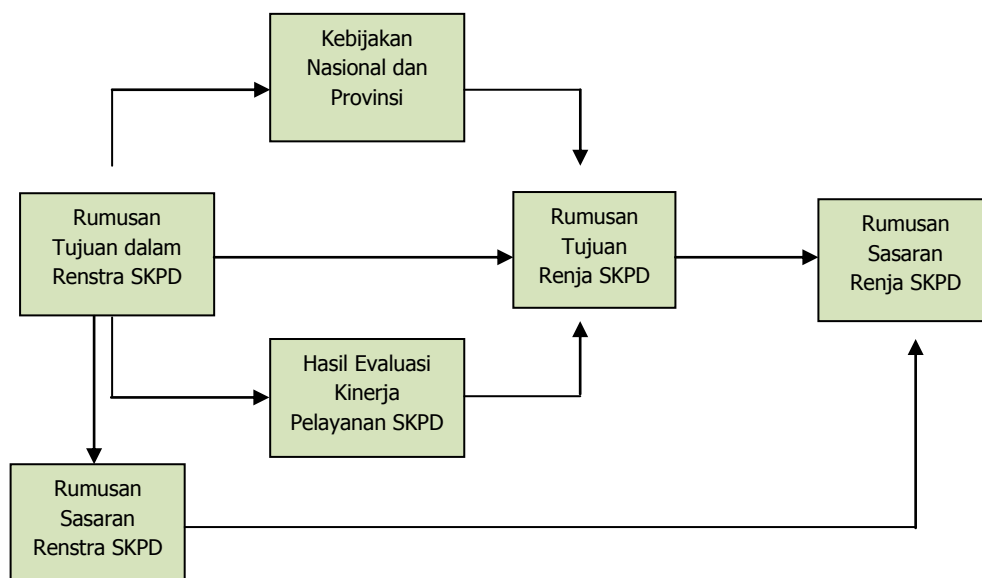 Kebijakan
Nasional dan
Provinsi
Rumusan
Tujuan dalam
Renstra SKPD
Rumusan
Tujuan
Renja SKPD
Rumusan
Sasaran
Renja SKPD
Hasil Evaluasi
Kinerja
Pelayanan SKPD
Rumusan
Sasaran
Renstra SKPD